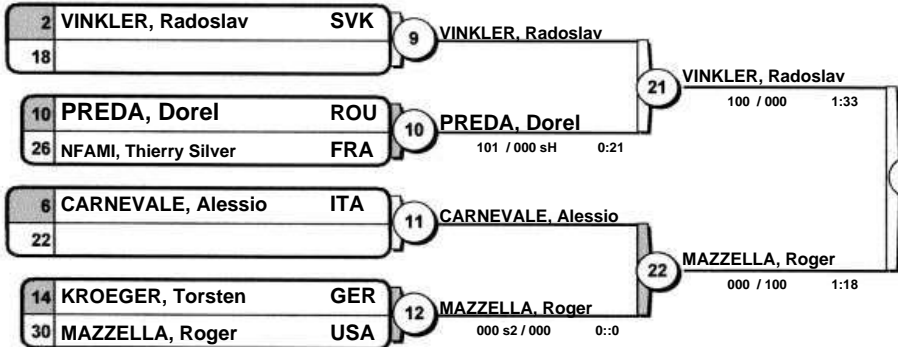 2 VINKLER, Radoslav SVK
18
9
VINKLER, Radoslav
10 PREDA, Dorel ROU
26 NFAMI, Thierry Silver FRA
10
PREDA, Dorel
101 / 000 sH 0:21
21
VINKLER, Radoslav
100 / 000 1:33
6 CARNEVALE, Alessio ITA
22
11
CARNEVALE, Alessio
14 KROEGER, Torsten GER
30 MAZZELLA, Roger USA
12
MAZZELLA, Roger
000 s2 / 000 0::0
22
MAZZELLA, Roger
000 / 100 1:18